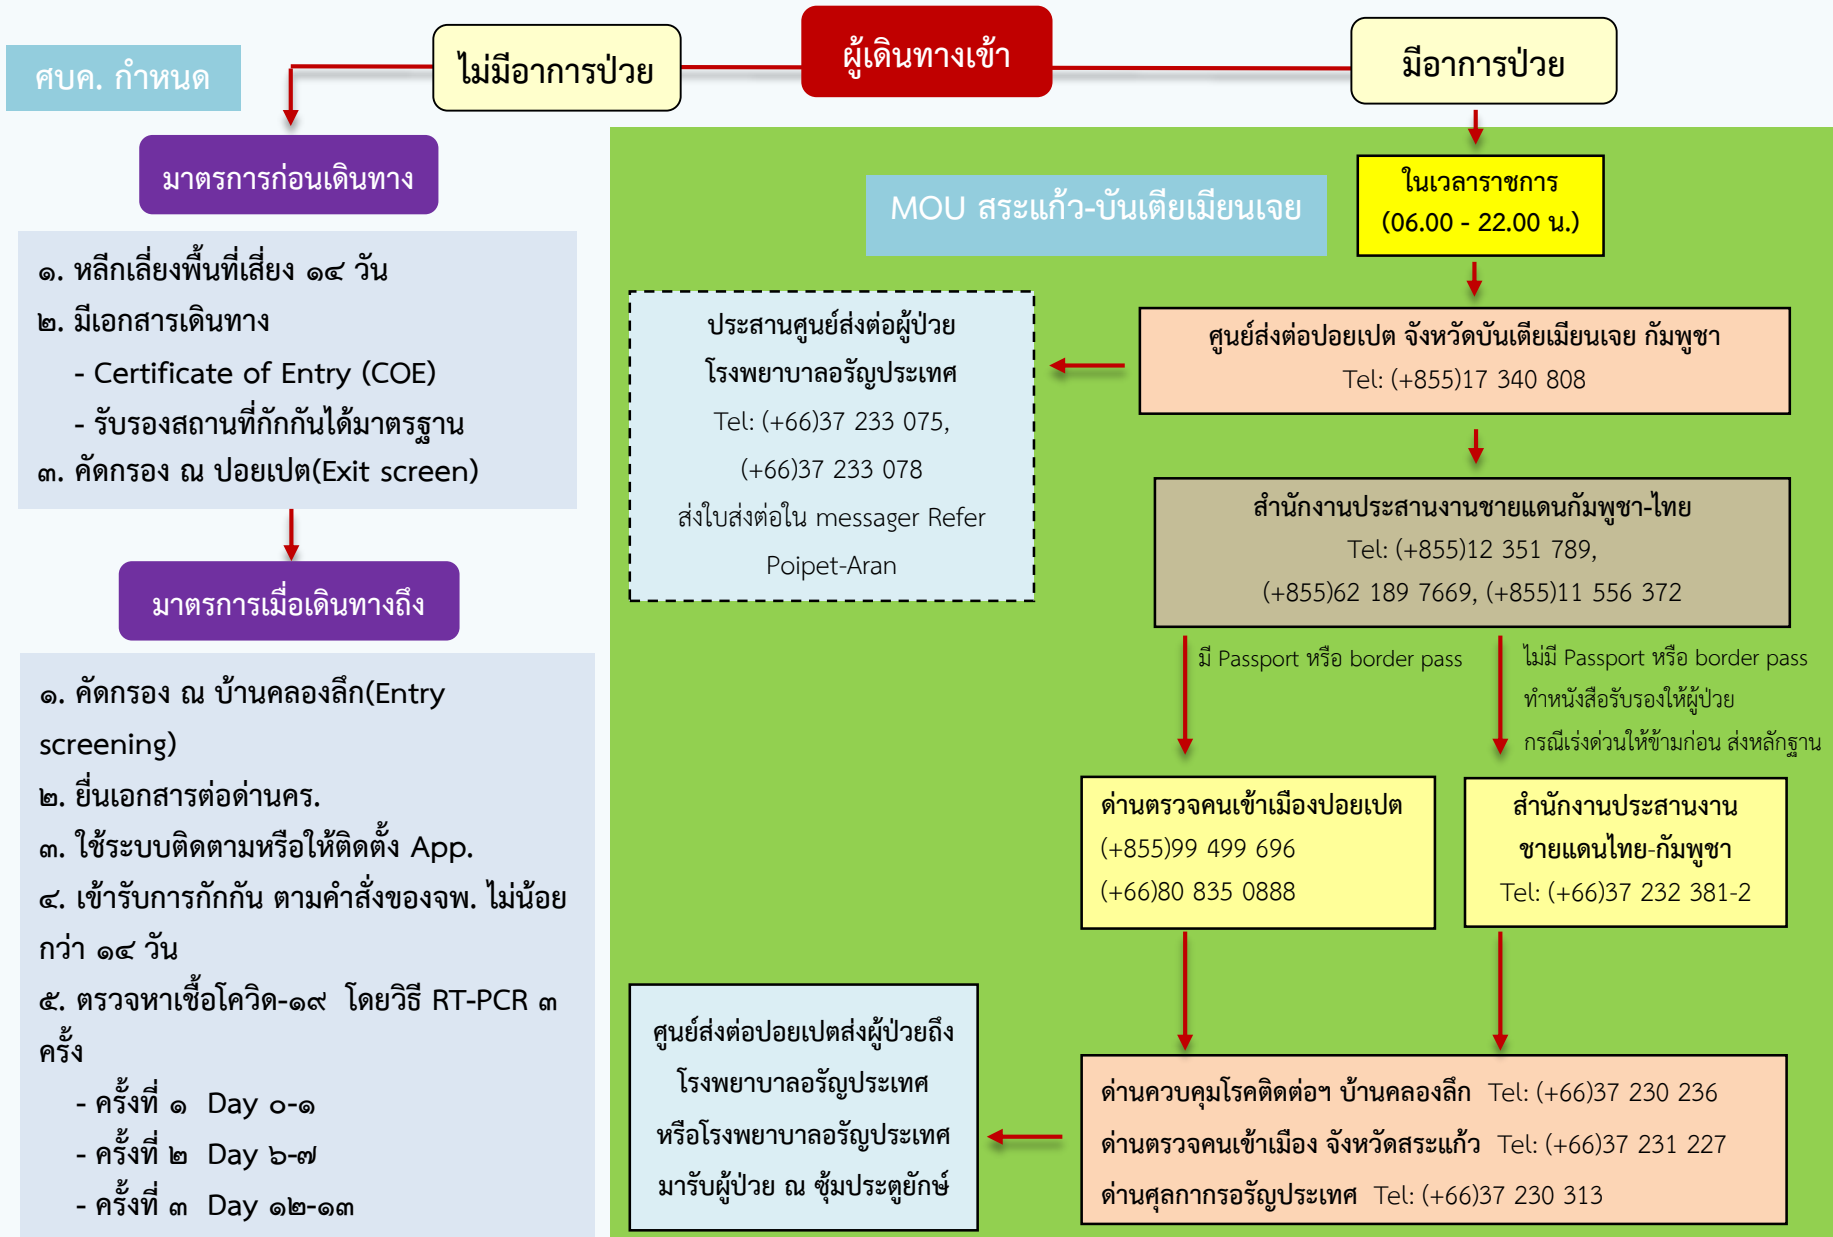 ผู้เดินทางเข้า
ไม่มีอาการป่วย
มีอาการป่วย
ศบค. กำหนด
มาตรการก่อนเดินทาง
๑. หลีกเลี่ยงพื้นที่เสี่ยง ๑๔ วัน
๒. มีเอกสารเดินทาง
- Certificate of Entry (COE)
- รับรองสถานที่กักกันได้มาตรฐาน
๓. คัดกรอง ณ ปอยเปต(Exit screen)
มาตรการเมื่อเดินทางถึง
๑. คัดกรอง ณ บ้านคลองลึก(Entry
screening)
๒. ยื่นเอกสารต่อด่านคร.
๓. ใช้ระบบติดตามหรือให้ติดตั้ง App.
๔. เข้ารับการกักกัน ตามคำสั่งของจพ. ไม่น้อย
กว่า ๑๔ วัน
๕. ตรวจหาเชื้อโควิด-๑๙ โดยวิธี RT-PCR ๓
ครั้ง
- ครั้งที่ ๑ Day ๐-๑
- ครั้งที่ ๒ Day ๖-๗
- ครั้งที่ ๓ Day ๑๒-๑๓
MOU สระแก้ว-บันเตียเมียนเจย
ในเวลาราชการ
(06.00 - 22.00 น.)
ศูนย์ส่งต่อปอยเปต จังหวัดบันเตียเมียนเจย กัมพูชา
Tel: (+855)17 340 808
ประสานศูนย์ส่งต่อผู้ป่วย
โรงพยาบาลอรัญประเทศ
Tel: (+66)37 233 075,
(+66)37 233 078
ส่งใบส่งต่อใน messager Refer
Poipet-Aran
สำนักงานประสานงานชายแดนกัมพูชา-ไทย
Tel: (+855)12 351 789,
(+855)62 189 7669, (+855)11 556 372
มี Passport หรือ border pass
ไม่มี Passport หรือ border pass
ทำหนังสือรับรองให้ผู้ป่วย
กรณีเร่งด่วนให้ข้ามก่อน ส่งหลักฐาน
ด่านตรวจคนเข้าเมืองปอยเปต
(+855)99 499 696
(+66)80 835 0888
สำนักงานประสานงาน
ชายแดนไทย-กัมพูชา
Tel: (+66)37 232 381-2
ด่านควบคุมโรคติดต่อฯ บ้านคลองลึก Tel: (+66)37 230 236
ด่านตรวจคนเข้าเมือง จังหวัดสระแก้ว Tel: (+66)37 231 227
ด่านศุลกากรอรัญประเทศ Tel: (+66)37 230 313
ศูนย์ส่งต่อปอยเปตส่งผู้ป่วยถึง
โรงพยาบาลอรัญประเทศ
หรือโรงพยาบาลอรัญประเทศ
มารับผู้ป่วย ณ ซุ้มประตูยักษ์